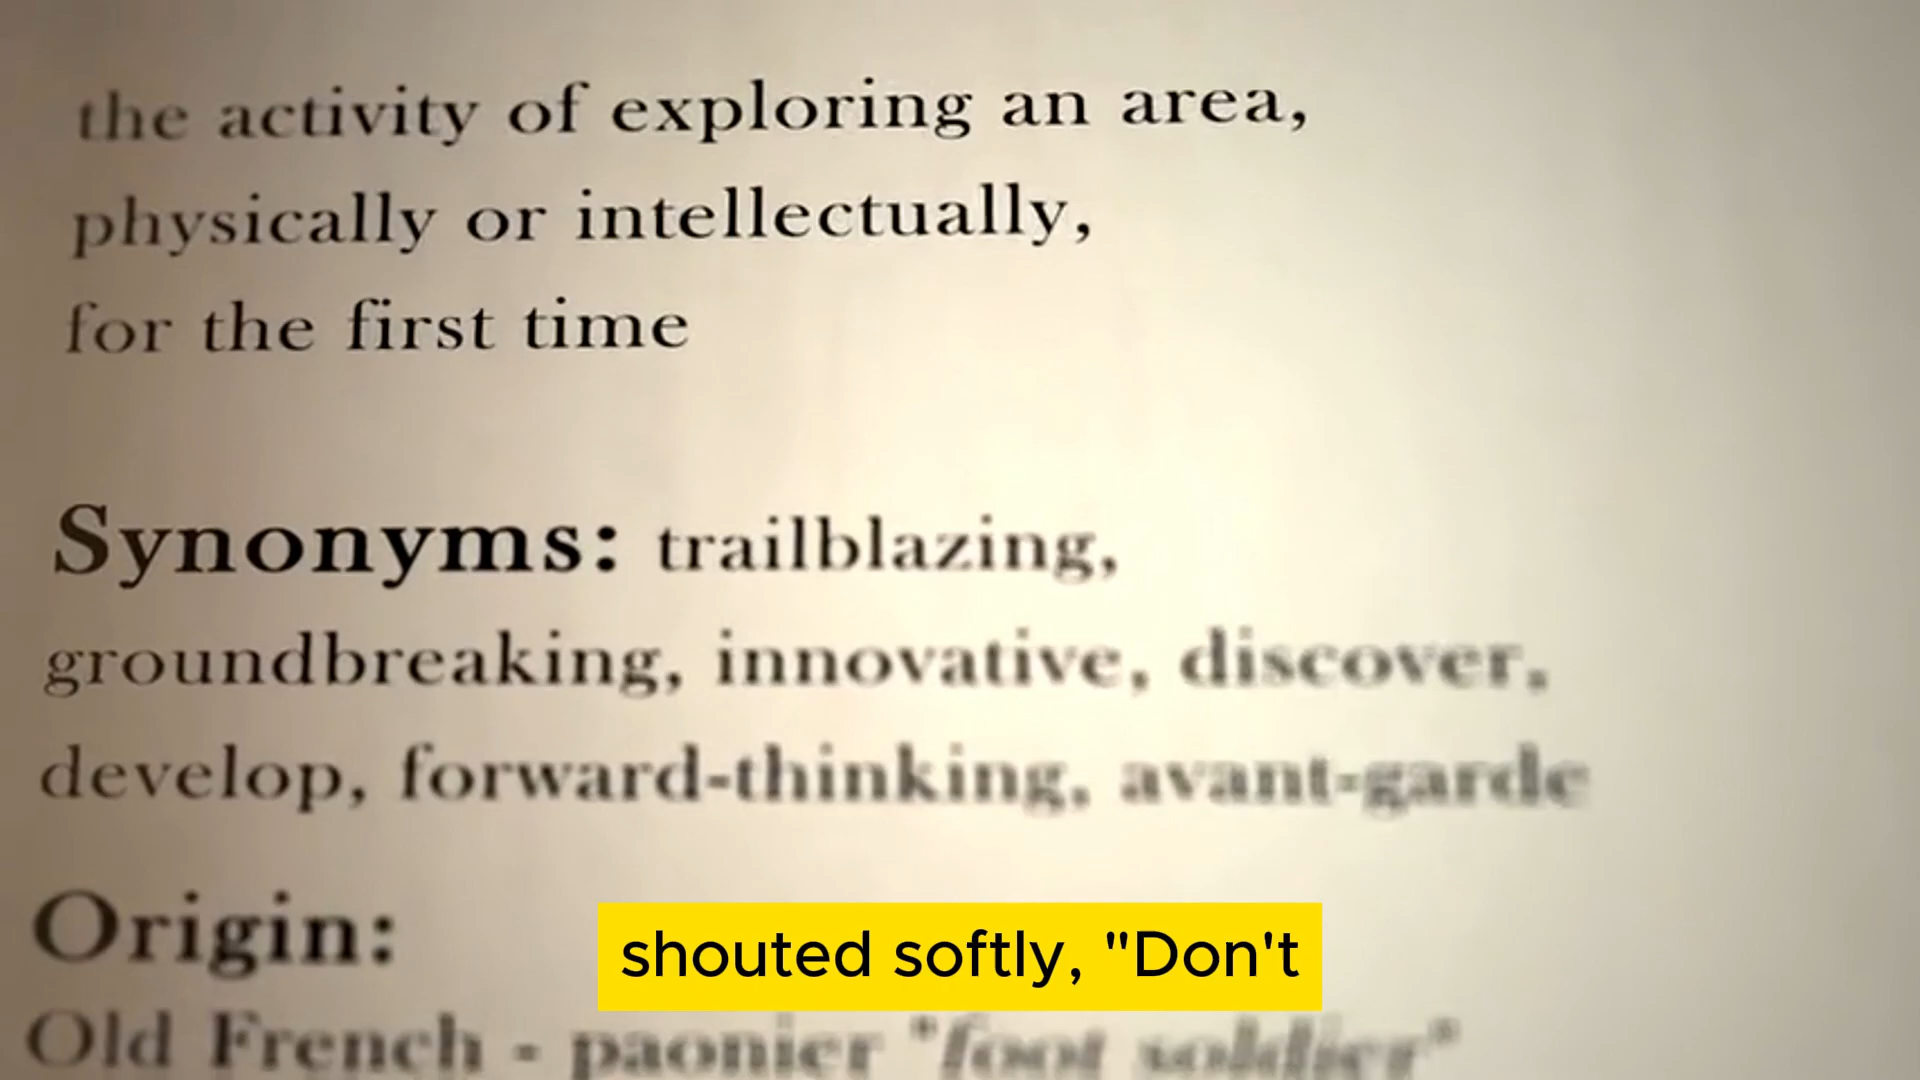 the activity of exploring an area,
physically or intellectually,
for the first time
Synonyms: trailblazing,
groundbreaking, innovative, discover,
develop, forward-thinking, avant-garde
Origin:
shouted softly, "Don't
Old French - paonier "foot soldier"